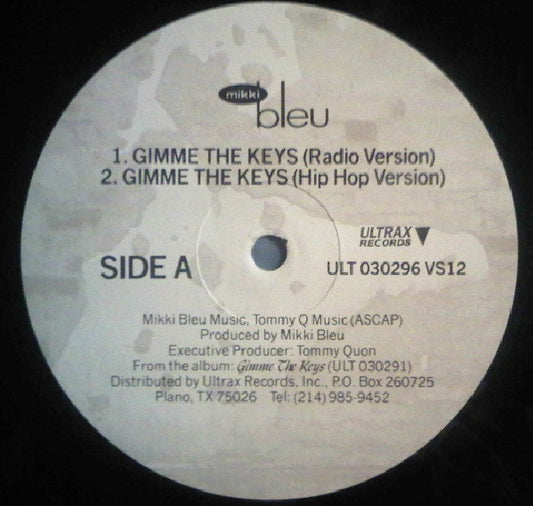 mikki
bleu
1. GIMME THE KEYS (Radio Version)
2. GIMME THE KEYS (Hip Hop Version)
ULTRAX
RECORDS
SIDE A
ULT 030296 VS12
Mikki Bleu Music, Tommy Q Music (ASCAP)
Produced by Mikki Bleu
Executive Producer: Tommy Quon
From the album: Gimme The Keys (ULT 030291)
Distributed by Ultrax Records, Inc., P.O. Box 260725
Plano, TX 75026 Tel: (214) 985-9452